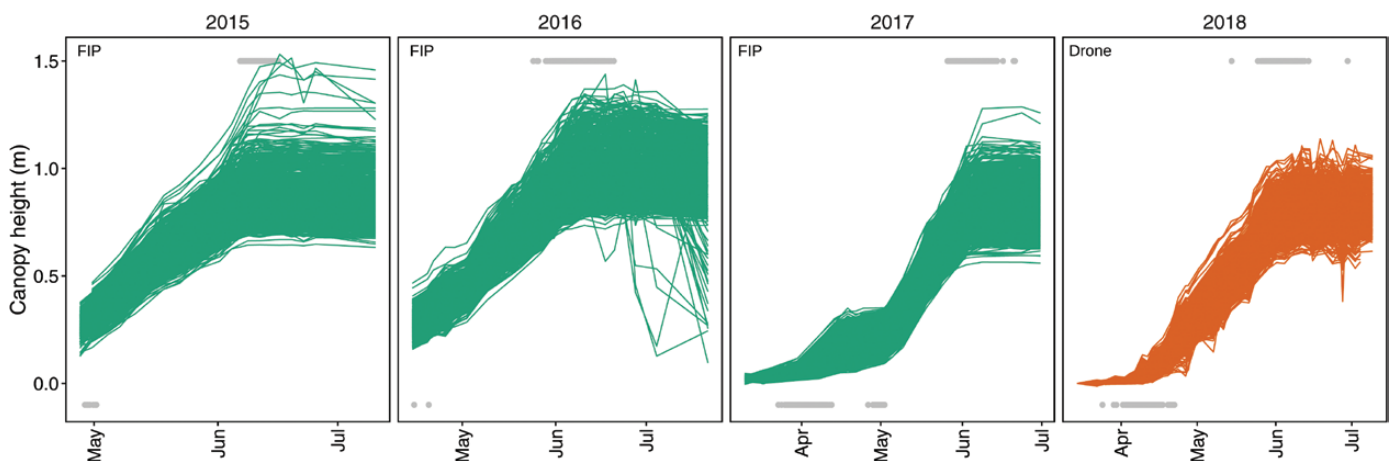 2015 2016 2017 2018
FIP FIP FIP Drone
Canopy height (m)
1.5
1.0
0.5
0.0
May Jun Jul May Jun Jul Apr May Jun Jul Apr May Jun Jul